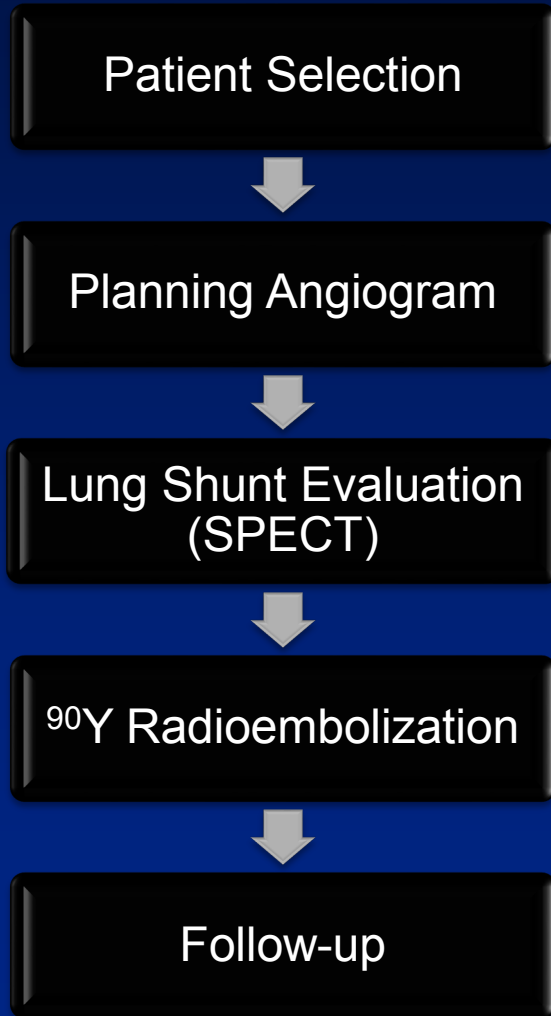 Patient Selection
Planning Angiogram
Lung Shunt Evaluation
(SPECT)
⁹⁰Y Radioembolization
Follow-up